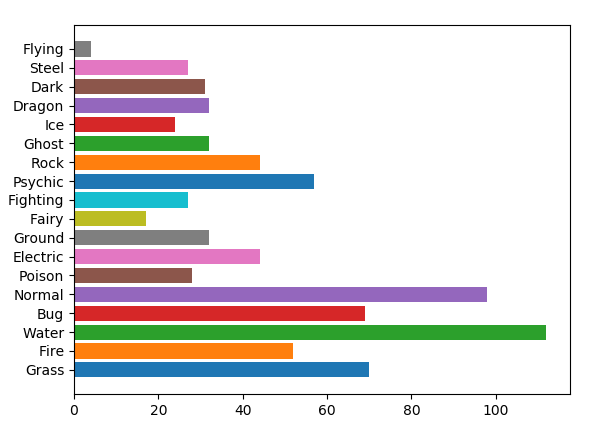 Flying
Steel
Dark
Dragon
Ice
Ghost
Rock
Psychic
Fighting
Fairy
Ground
Electric
Poison
Normal
Bug
Water
Fire
Grass
0 20 40 60 80 100